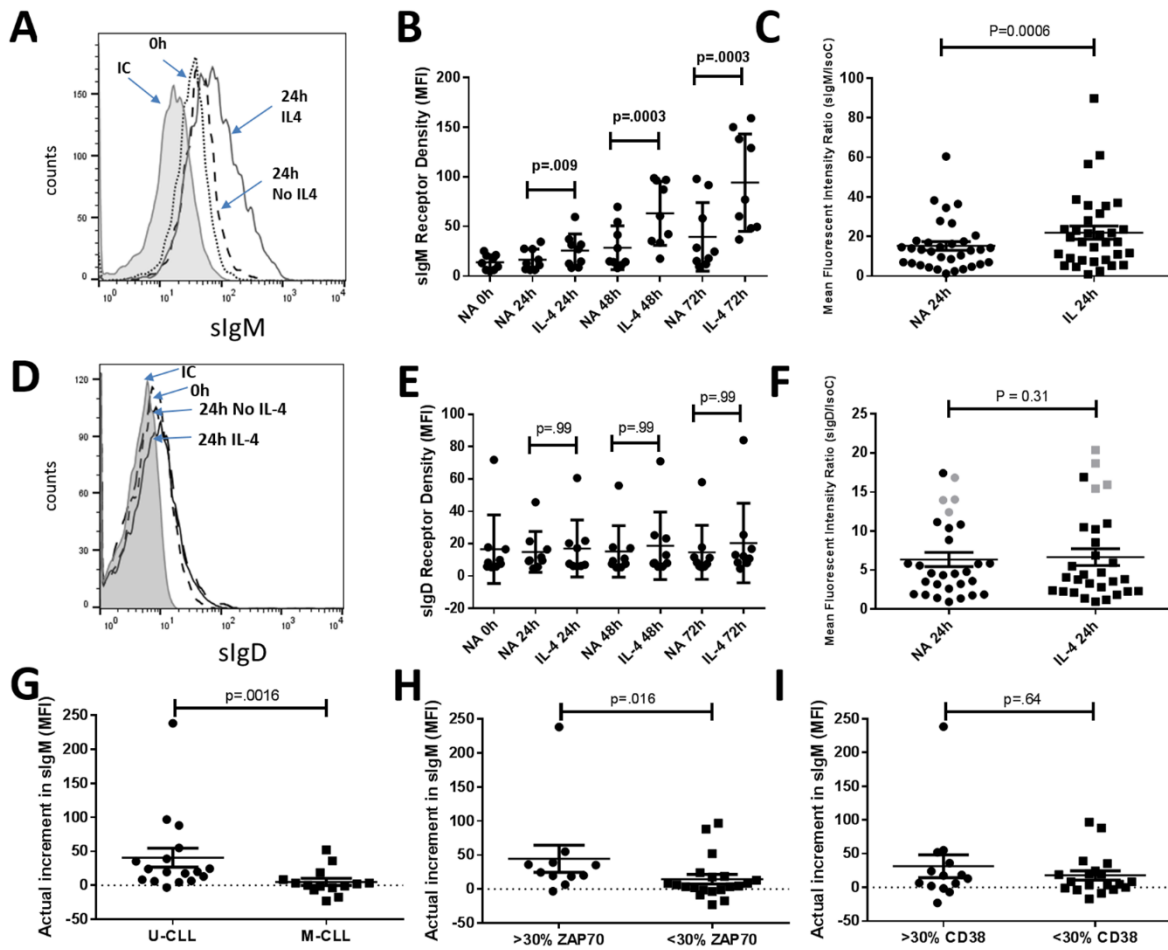 A
counts
150
100
50
0
IC
0h
24h
IL4
24h
No IL4
10⁰ 10¹ 10² 10³ 10⁴
sIgM
B
sIgM Receptor Density (MFI)
200
150
100
50
0
p=.009
p=.0003
p=.0003
NA 0h
NA 24h
IL-4 24h
NA 48h
IL-4 48h
NA 72h
IL-4 72h
C
Mean Fluorescent Intensity Ratio (sIgM/IsoC)
P=0.0006
100
80
60
40
20
0
NA 24h
IL 24h
D
counts
120
90
60
30
0
IC
0h
24h No IL-4
24h IL-4
10⁰ 10¹ 10² 10³ 10⁴
sIgD
E
sIgD Receptor Density (MFI)
100
80
60
40
20
0
-20
p=.99
p=.99
p=.99
NA 0h
NA 24h
IL-4 24h
NA 48h
IL-4 48h
NA 72h
IL-4 72h
F
Mean Fluorescent Intensity Ratio (sIgD/IsoC)
P = 0.31
25
20
15
10
5
0
NA 24h
IL-4 24h
G
Actual increment in sIgM (MFI)
p=.0016
250
200
150
100
50
0
-50
U-CLL
M-CLL
H
Actual increment in sIgM (MFI)
p=.016
250
200
150
100
50
0
-50
>30% ZAP70
<30% ZAP70
I
Actual increment in sIgM (MFI)
p=.64
250
200
150
100
50
0
-50
>30% CD38
<30% CD38